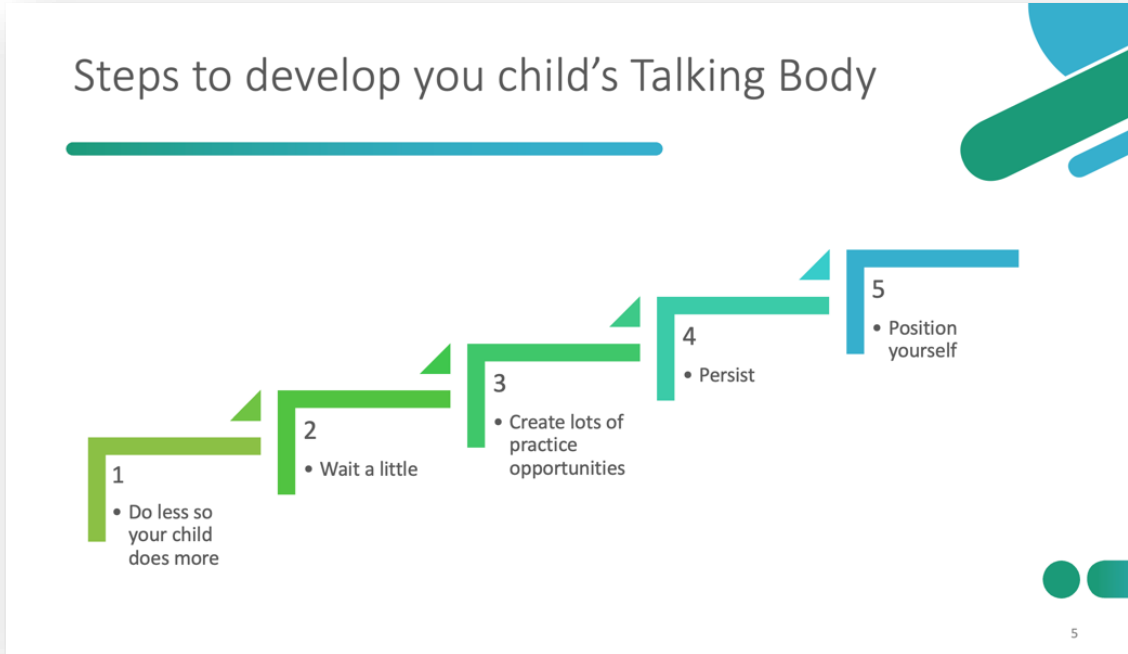 Steps to develop you child’s Talking Body
1
• Do less so
your child
does more
2
• Wait a little
3
• Create lots of
practice
opportunities
4
• Persist
5
• Position
yourself
5